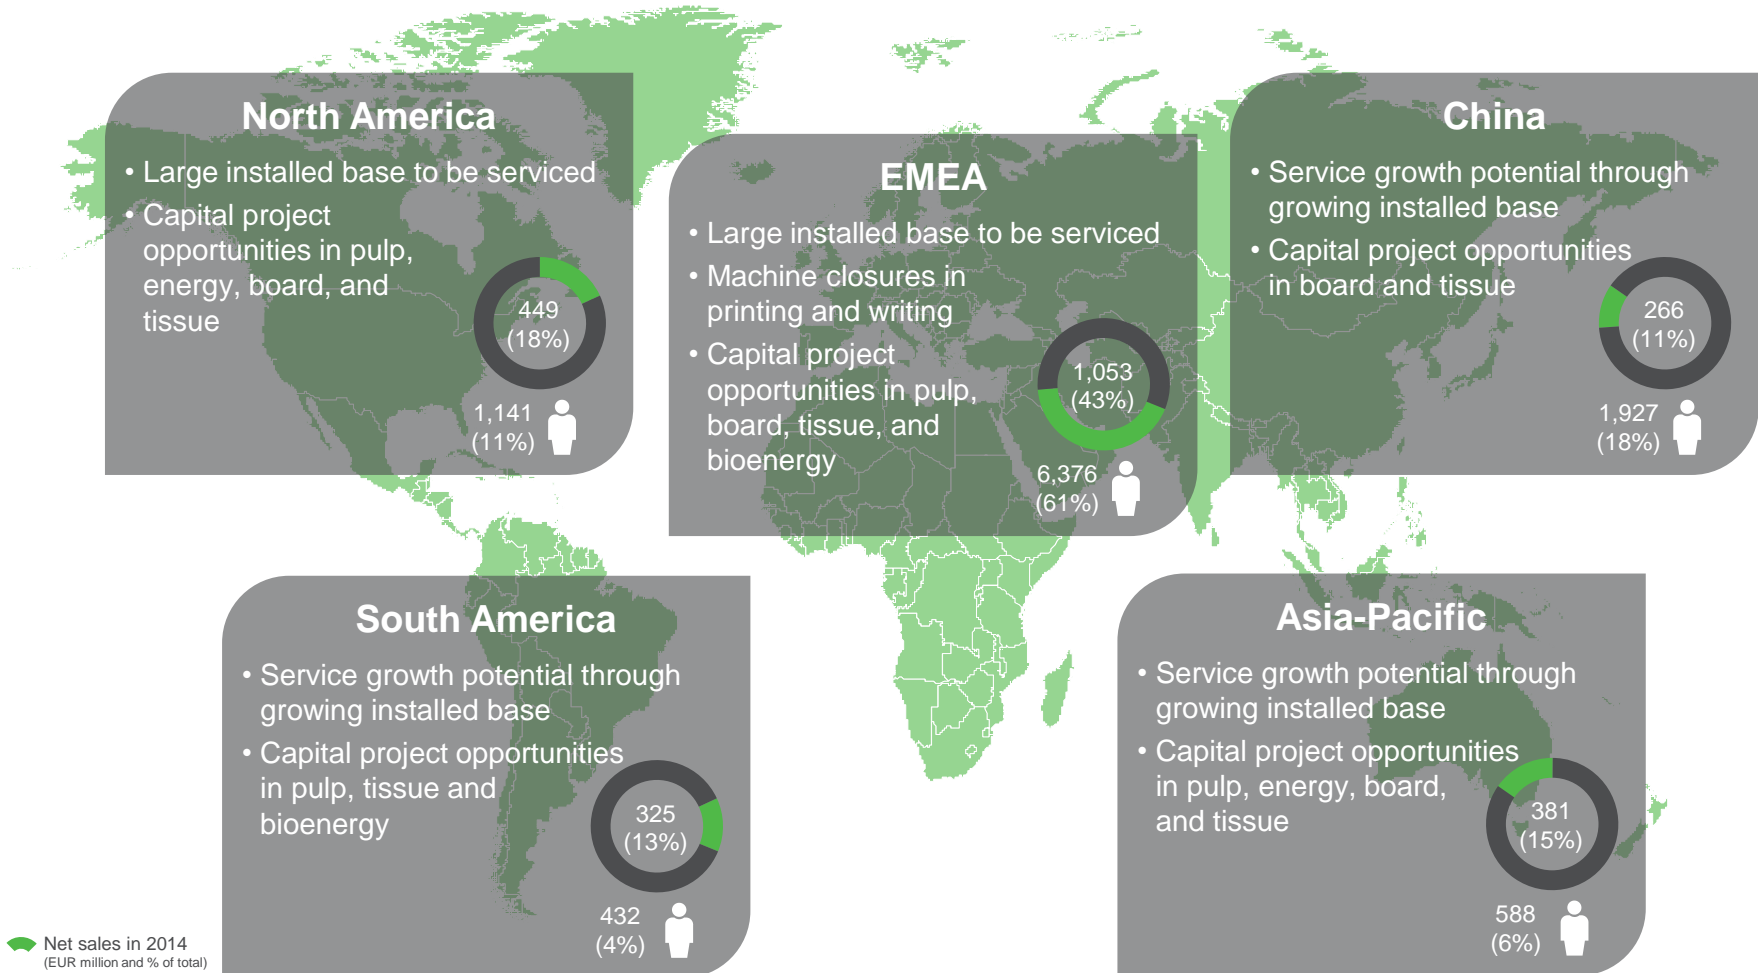 North America
• Large installed base to be serviced
• Capital project
opportunities in pulp,
energy, board, and
tissue
449
(18%)
1,141
(11%)
EMEA
• Large installed base to be serviced
• Machine closures in
printing and writing
• Capital project
opportunities in pulp,
board, tissue, and
bioenergy
1,053
(43%)
6,376
(61%)
China
• Service growth potential through
growing installed base
• Capital project opportunities
in board and tissue
266
(11%)
1,927
(18%)
South America
• Service growth potential through
growing installed base
• Capital project opportunities
in pulp, tissue and
bioenergy
325
(13%)
432
(4%)
Asia-Pacific
• Service growth potential through
growing installed base
• Capital project opportunities
in pulp, energy, board,
and tissue
381
(15%)
588
(6%)
Net sales in 2014
(EUR million and % of total)